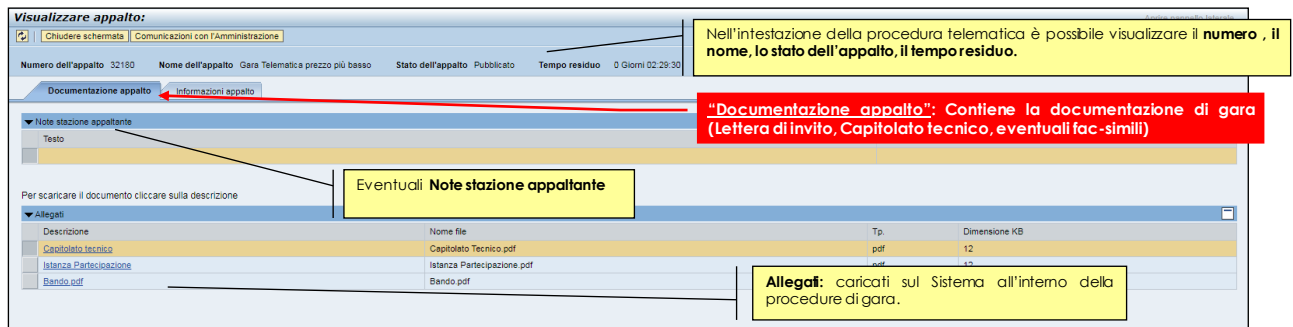 Visualizzare appalto:
Chiudere schermata Comunicazioni con l'Amministrazione
Nell'intestazione della procedura telematica è possibile visualizzare il numero , il
nome, lo stato dell'appalto, il tempo residuo.
Numero dell'appalto 32180 Nome dell'appalto Gara Telematica prezzo più basso Stato dell'appalto Pubblicato Tempo residuo 0 Giorni 02:29:30
Documentazione appalto Informazioni appalto
"Documentazione appalto": Contiene la documentazione di gara
(Lettera di invito, Capitolato tecnico, eventuali fac-simili)
Note stazione appaltante
Testo
Eventuali Note stazione appaltante
Per scaricare il documento cliccare sulla descrizione
Allegati
Descrizione Nome file Tp. Dimensione KB
Capitolato tecnico Capitolato Tecnico.pdf pdf 12
Istanza Partecipazione Istanza Partecipazione.pdf pdf 12
Bando.pdf Bando.pdf
Allegati: caricati sul Sistema all'interno della
procedure di gara.